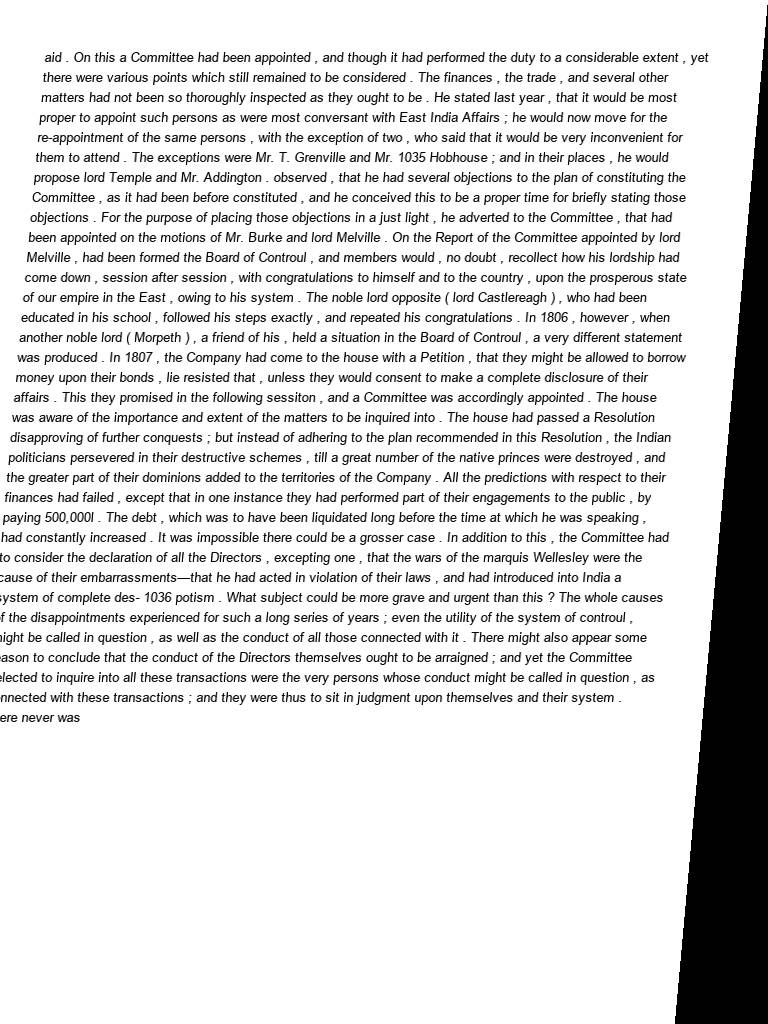 aid . On this a Committee had been appointed , and though it had performed the duty to a considerable extent , yet
there were various points which still remained to be considered . The finances , the trade , and several other
matters had not been so thoroughly inspected as they ought to be . He stated last year , that it would be most
proper to appoint such persons as were most conversant with East India Affairs ; he would now move for the
re-appointment of the same persons , with the exception of two , who said that it would be very inconvenient for
them to attend . The exceptions were Mr. T. Grenville and Mr. 1035 Hobhouse ; and in their places , he would
propose lord Temple and Mr. Addington . observed , that he had several objections to the plan of constituting the
Committee , as it had been before constituted , and he conceived this to be a proper time for briefly stating those
objections . For the purpose of placing those objections in a just light , he adverted to the Committee , that had
been appointed on the motions of Mr. Burke and lord Melville . On the Report of the Committee appointed by lord
Melville , had been formed the Board of Controul , and members would , no doubt , recollect how his lordship had
come down , session after session , with congratulations to himself and to the country , upon the prosperous state
of our empire in the East , owing to his system . The noble lord opposite ( lord Castlereagh ) , who had been
educated in his school , followed his steps exactly , and repeated his congratulations . In 1806 , however , when
another noble lord ( Morpeth ) , a friend of his , held a situation in the Board of Controul , a very different statement
was produced . In 1807 , the Company had come to the house with a Petition , that they might be allowed to borrow
money upon their bonds , lie resisted that , unless they would consent to make a complete disclosure of their
affairs . This they promised in the following sessiton , and a Committee was accordingly appointed . The house
was aware of the importance and extent of the matters to be inquired into . The house had passed a Resolution
disapproving of further conquests ; but instead of adhering to the plan recommended in this Resolution , the Indian
politicians persevered in their destructive schemes , till a great number of the native princes were destroyed , and
the greater part of their dominions added to the territories of the Company . All the predictions with respect to their
finances had failed , except that in one instance they had performed part of their engagements to the public , by
paying 500,000l . The debt , which was to have been liquidated long before the time at which he was speaking ,
had constantly increased . It was impossible there could be a grosser case . In addition to this , the Committee had
to consider the declaration of all the Directors , excepting one , that the wars of the marquis Wellesley were the
cause of their embarrassments—that he had acted in violation of their laws , and had introduced into India a
system of complete des- 1036 potism . What subject could be more grave and urgent than this ? The whole causes
of the disappointments experienced for such a long series of years ; even the utility of the system of controul ,
might be called in question , as well as the conduct of all those connected with it . There might also appear some
eason to conclude that the conduct of the Directors themselves ought to be arraigned ; and yet the Committee
elected to inquire into all these transactions were the very persons whose conduct might be called in question , as
nnected with these transactions ; and they were thus to sit in judgment upon themselves and their system .
ere never was